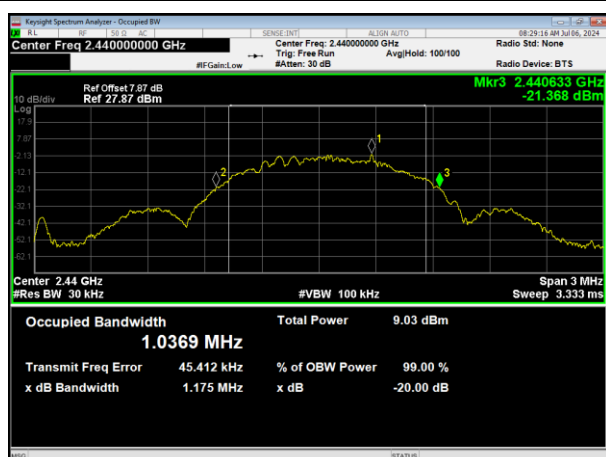 Keysight Spectrum Analyzer - Occupied BW
RL RF 50 Ω AC SENSE:INT ALIGN AUTO 08:29:16 AM Jul 06, 2024
Center Freq 2.440000000 GHz Center Freq: 2.440000000 GHz Radio Std: None
Trig: Free Run Avg|Hold: 100/100
#IFGain:Low #Atten: 30 dB Radio Device: BTS
Mkr3 2.440633 GHz
-21.368 dBm
Ref Offset 7.87 dB
10 dB/div Ref 27.87 dBm
Log
17.9
7.87
-2.13
-12.1
-22.1
-32.1
-42.1
-52.1
-62.1
1
2
3
Center 2.44 GHz Span 3 MHz
#Res BW 30 kHz #VBW 100 kHz Sweep 3.333 ms
Occupied Bandwidth Total Power 9.03 dBm
1.0369 MHz
Transmit Freq Error 45.412 kHz % of OBW Power 99.00 %
x dB Bandwidth 1.175 MHz x dB -20.00 dB
MSG STATUS